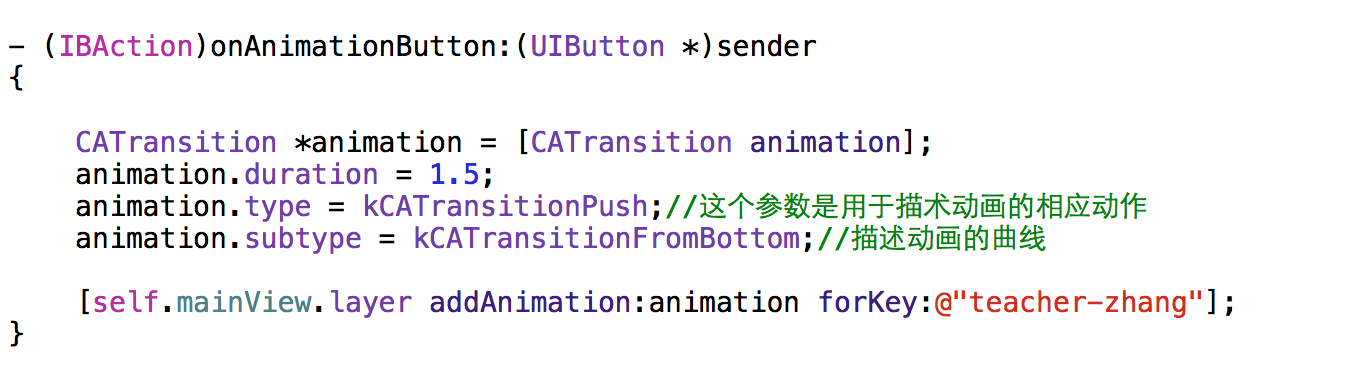 - (IBAction)onAnimationButton:(UIButton *)sender
{
CATransition *animation = [CATransition animation];
animation.duration = 1.5;
animation.type = kCATransitionPush;//这个参数是用于描术动画的相应动作
animation.subtype = kCATransitionFromBottom;//描述动画的曲线
[self.mainView.layer addAnimation:animation forKey:@"teacher-zhang"];
}